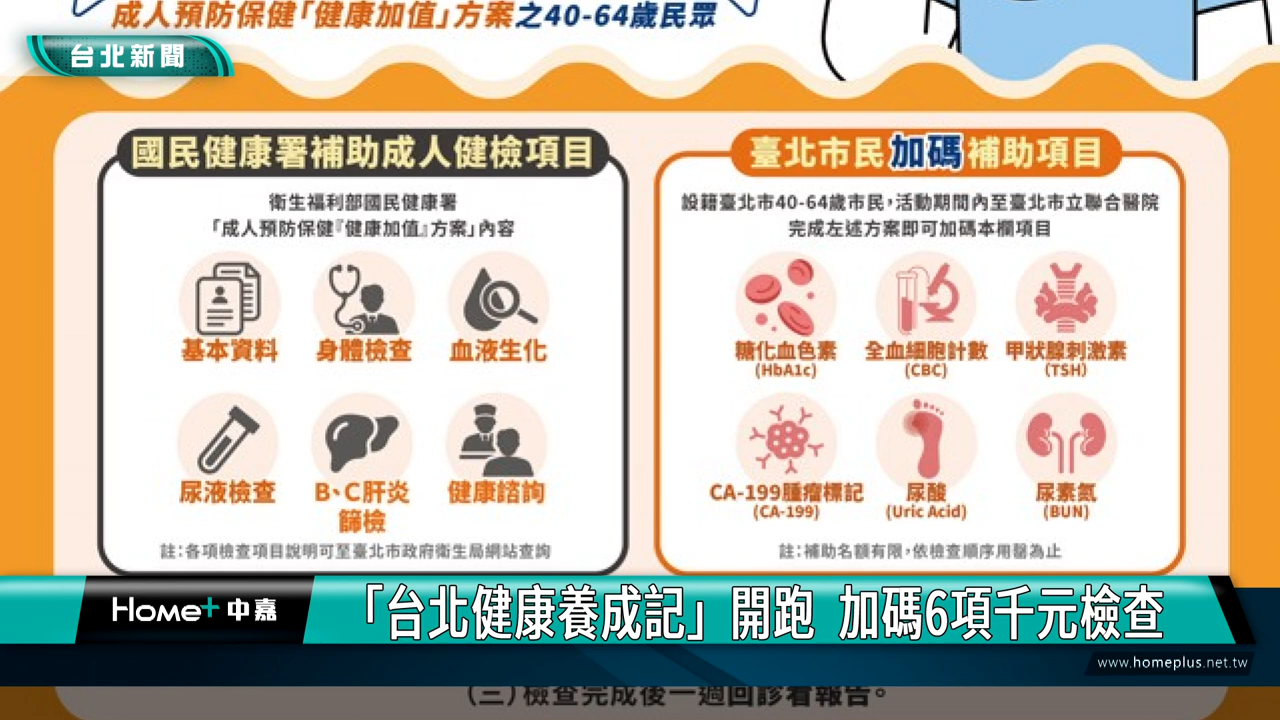 成人預防保健「健康加值」方案之40-64歲民眾
台北新聞
國民健康署補助成人健檢項目
衛生福利部國民健康署
「成人預防保健『健康加值』方案」內容
基本資料
身體檢查
血液生化
尿液檢查
B、C肝炎
篩檢
健康諮詢
註：各項檢查項目說明可至臺北市政府衛生局網站查詢
臺北市民加碼補助項目
設籍臺北市40-64歲市民，活動期間內至臺北市立聯合醫院
完成左述方案即可加碼本欄項目
糖化血色素
(HbA1c)
全血細胞計數
(CBC)
甲狀腺刺激素
(TSH)
CA-199腫瘤標記
(CA-199)
尿酸
(Uric Acid)
尿素氮
(BUN)
註：補助名額有限，依檢查順序用罄為止
Home+中嘉
「台北健康養成記」開跑 加碼6項千元檢查
www.homeplus.net.tw
(三)檢查完成後一週回診看報告。